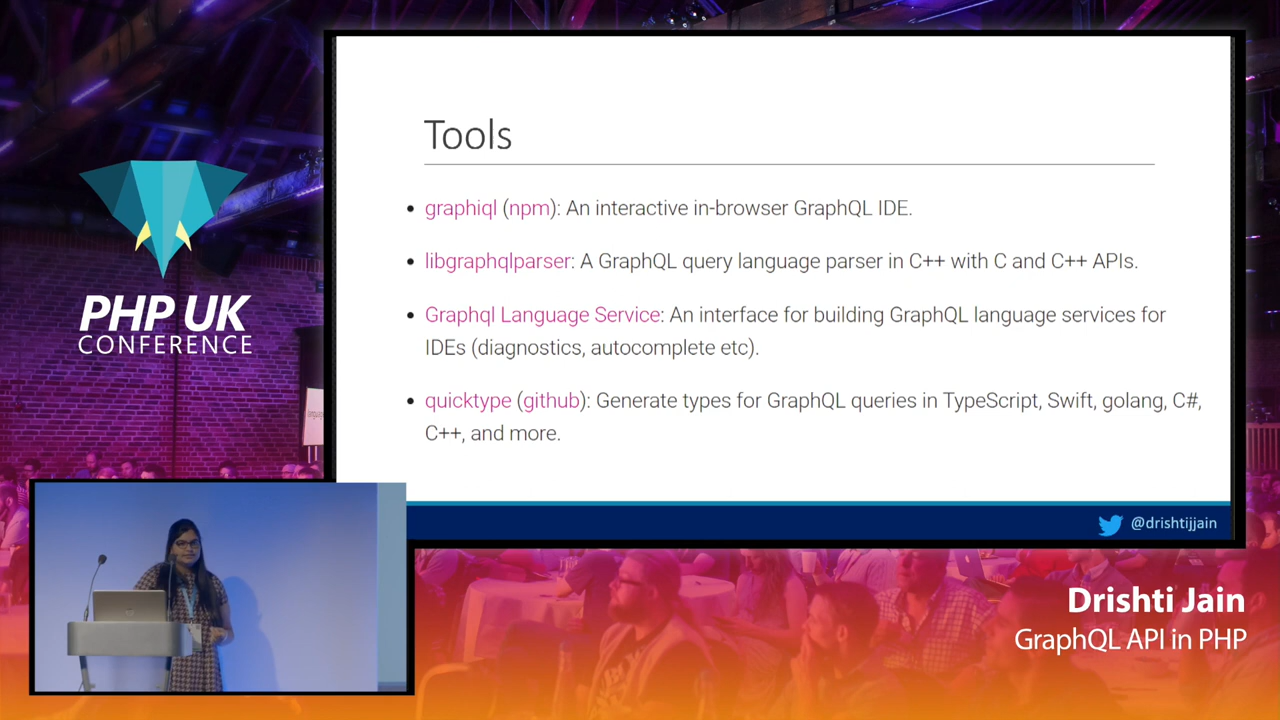 PHP UK
CONFERENCE
Tools
• graphiql (npm): An interactive in-browser GraphQL IDE.
• libgraphqlparser: A GraphQL query language parser in C++ with C and C++ APIs.
• Graphql Language Service: An interface for building GraphQL language services for
IDEs (diagnostics, autocomplete etc).
• quicktype (github): Generate types for GraphQL queries in TypeScript, Swift, golang, C#,
C++, and more.
@drishtijjain
Drishti Jain
GraphQL API in PHP